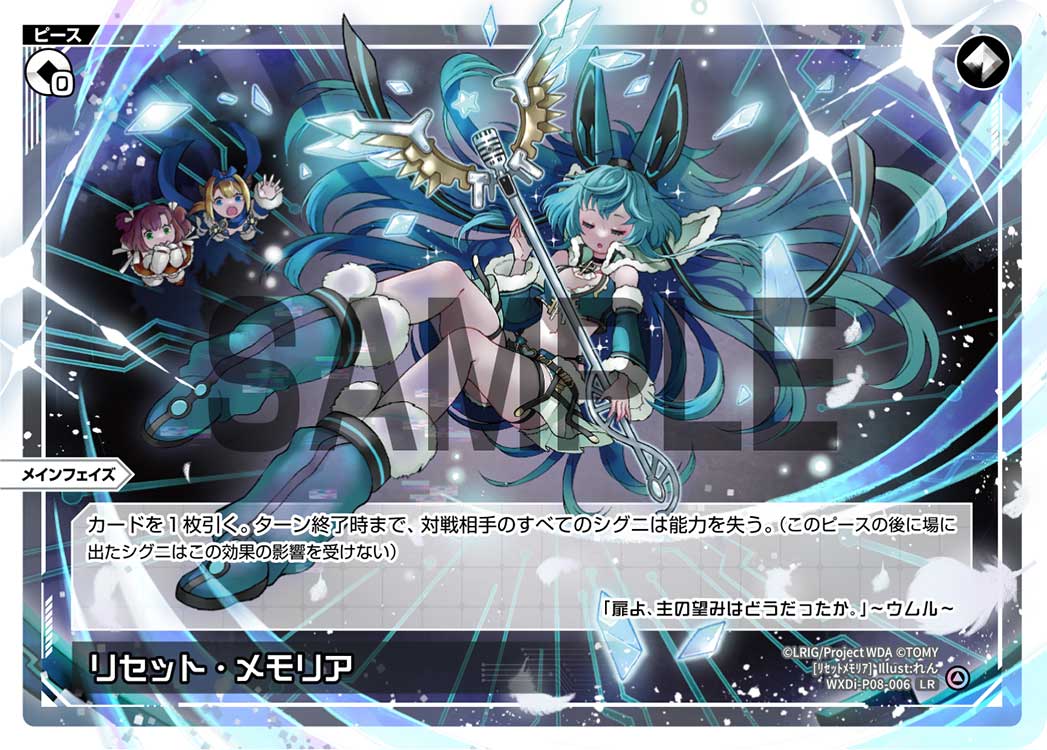 ピース
0
SAMPLE
メインフェイズ
カードを1枚引く。ターン終了時まで、対戦相手のすべてのシグニは能力を失う。（このピースの後に場に
出たシグニはこの効果の影響を受けない）
「扉よ、主の望みはどうだったか。」～ウムル～
リセット・メモリア
©LRIG/Project WDA ©TOMY
[ﾘｾｯﾄﾒﾓﾘｱ] Illust:れん
WXDi-P08-006 LR